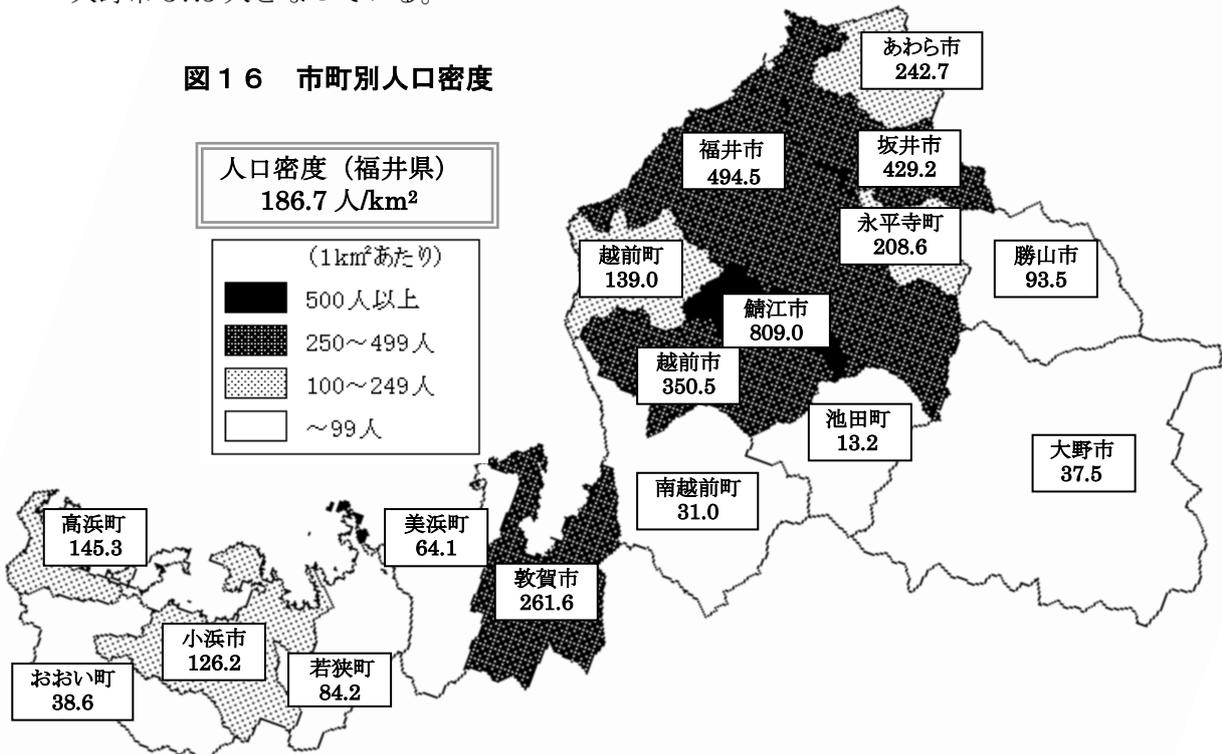 大野市 37.5 人となっている。
図１６　市町別人口密度
人口密度（福井県）
186.7 人/km²
(1k㎡あたり)
500人以上
250～499人
100～249人
～99人
あわら市
242.7
福井市
494.5
坂井市
429.2
永平寺町
208.6
勝山市
93.5
越前町
139.0
鯖江市
809.0
越前市
350.5
池田町
13.2
大野市
37.5
南越前町
31.0
高浜町
145.3
美浜町
64.1
敦賀市
261.6
小浜市
126.2
若狭町
84.2
おおい町
38.6